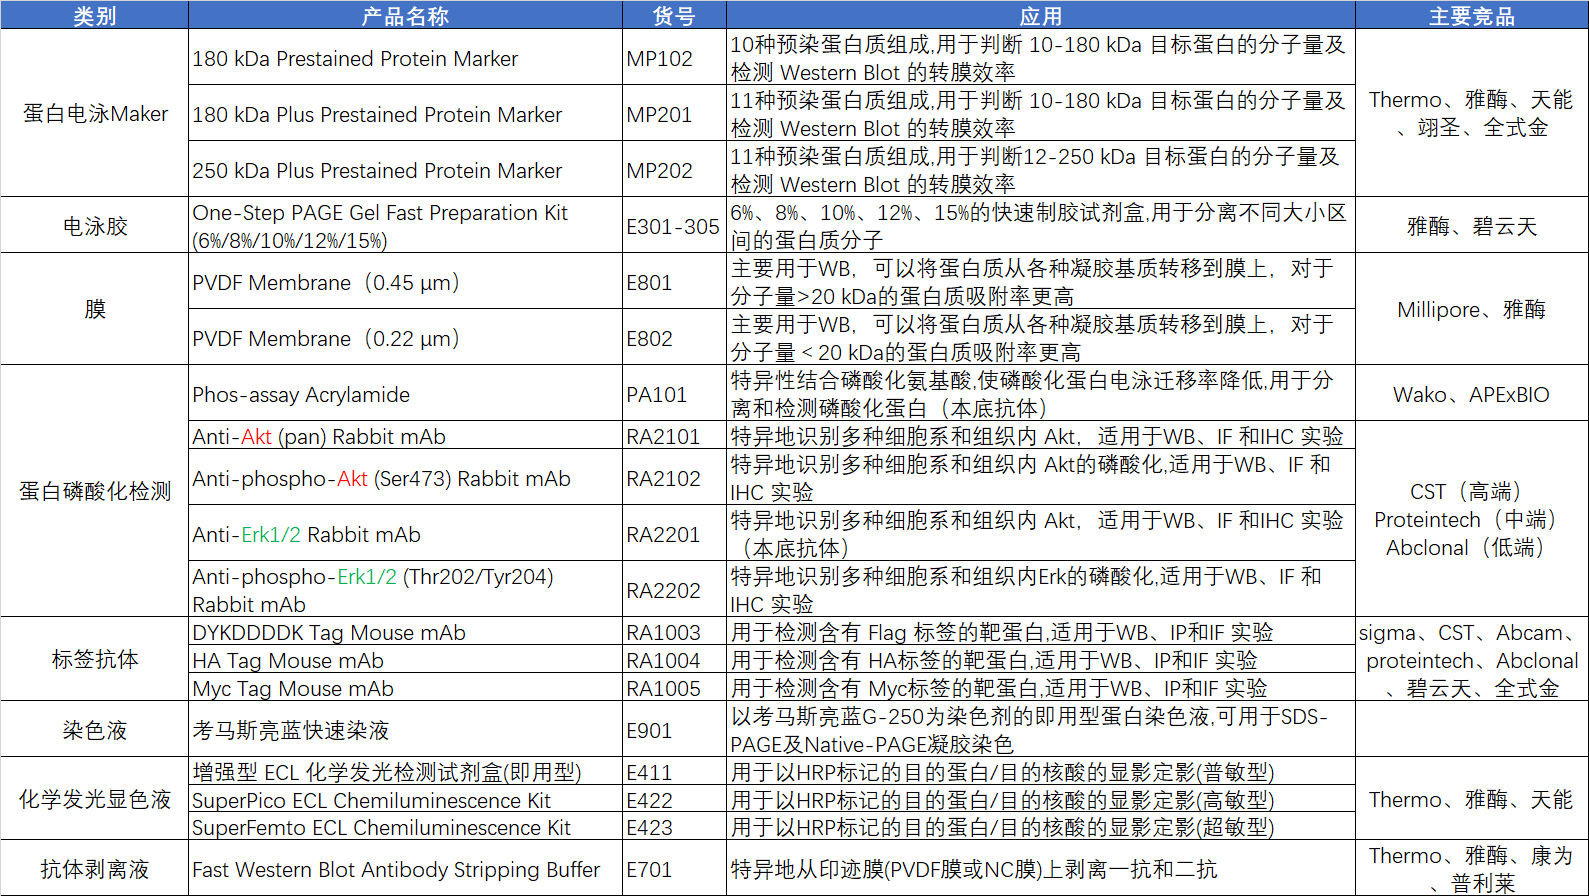 类别 产品名称 货号 应用 主要竞品
蛋白电泳Maker
180 kDa Prestained Protein Marker MP102
10种预染蛋白质组成,用于判断 10-180 kDa 目标蛋白的分子量及
检测 Western Blot 的转膜效率
180 kDa Plus Prestained Protein Marker MP201
11种预染蛋白质组成,用于判断 10-180 kDa 目标蛋白的分子量及
检测 Western Blot 的转膜效率
250 kDa Plus Prestained Protein Marker MP202
11种预染蛋白质组成,用于判断12-250 kDa 目标蛋白的分子量及
检测 Western Blot 的转膜效率
Thermo、雅酶、天能
、翊圣、全式金
电泳胶
One-Step PAGE Gel Fast Preparation Kit
(6%/8%/10%/12%/15%)
E301-305
6%、8%、10%、12%、15%的快速制胶试剂盒,用于分离不同大小区
间的蛋白质分子
雅酶、碧云天
膜
PVDF Membrane（0.45 μm） E801
主要用于WB，可以将蛋白质从各种凝胶基质转移到膜上，对于
分子量>20 kDa的蛋白质吸附率更高
PVDF Membrane（0.22 μm） E802
主要用于WB，可以将蛋白质从各种凝胶基质转移到膜上，对于
分子量＜20 kDa的蛋白质吸附率更高
Millipore、雅酶
蛋白磷酸化检测
Phos-assay Acrylamide PA101
特异性结合磷酸化氨基酸,使磷酸化蛋白电泳迁移率降低,用于分
离和检测磷酸化蛋白（本底抗体）
Wako、APExBIO
Anti-Akt (pan) Rabbit mAb RA2101 特异地识别多种细胞系和组织内 Akt，适用于WB、IF 和IHC 实验
Anti-phospho-Akt (Ser473) Rabbit mAb RA2102
特异地识别多种细胞系和组织内 Akt的磷酸化,适用于WB、IF 和
IHC 实验
Anti-Erk1/2 Rabbit mAb RA2201
特异地识别多种细胞系和组织内 Akt，适用于WB、IF 和IHC 实验
（本底抗体）
Anti-phospho-Erk1/2 (Thr202/Tyr204)
Rabbit mAb
RA2202
特异地识别多种细胞系和组织内Erk的磷酸化,适用于WB、IF 和
IHC 实验
CST（高端）
Proteintech（中端）
Abclonal（低端）
标签抗体
DYKDDDDK Tag Mouse mAb RA1003 用于检测含有 Flag 标签的靶蛋白,适用于WB、IP和IF 实验
HA Tag Mouse mAb RA1004 用于检测含有 HA标签的靶蛋白,适用于WB、IP和IF 实验
Myc Tag Mouse mAb RA1005 用于检测含有 Myc标签的靶蛋白,适用于WB、IP和IF 实验
sigma、CST、Abcam、
proteintech、Abclonal
、碧云天、全式金
染色液
考马斯亮蓝快速染液 E901
以考马斯亮蓝G-250为染色剂的即用型蛋白染色液,可用于SDS-
PAGE及Native-PAGE凝胶染色
化学发光显色液
增强型 ECL 化学发光检测试剂盒(即用型) E411 用于以HRP标记的目的蛋白/目的核酸的显影定影(普敏型)
SuperPico ECL Chemiluminescence Kit E422 用于以HRP标记的目的蛋白/目的核酸的显影定影(高敏型)
SuperFemto ECL Chemiluminescence Kit E423 用于以HRP标记的目的蛋白/目的核酸的显影定影(超敏型)
Thermo、雅酶、天能
抗体剥离液
Fast Western Blot Antibody Stripping Buffer E701 特异地从印迹膜(PVDF膜或NC膜)上剥离一抗和二抗
Thermo、雅酶、康为
、普利莱